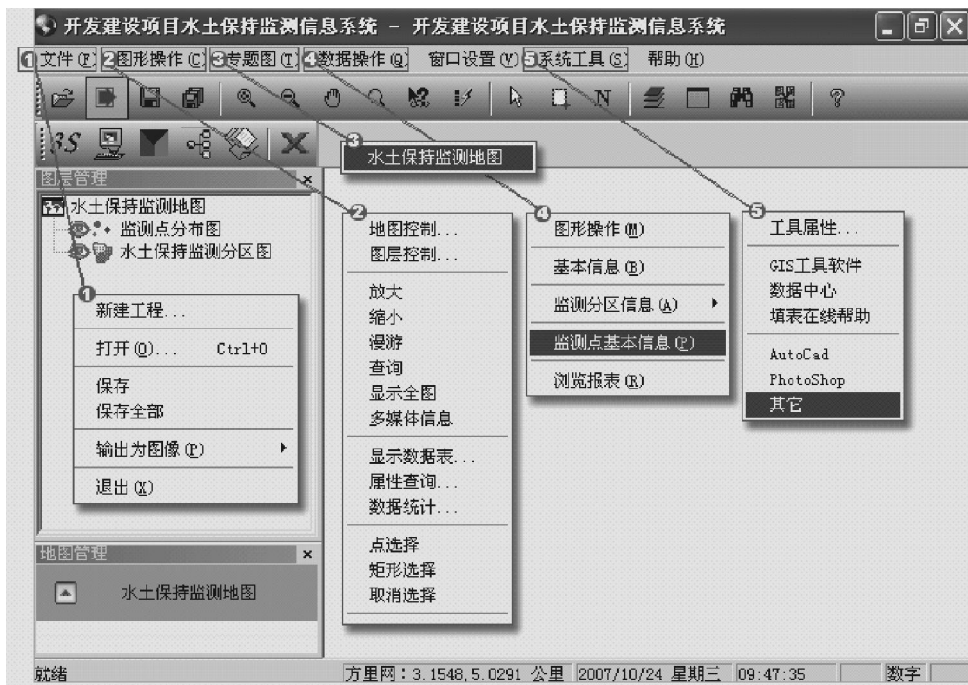 开发建设项目水土保持监测信息系统 - 开发建设项目水土保持监测信息系统
1 文件(F) 2 图形操作(C) 3 专题图(T) 4 数据操作(Q) 窗口设置(V) 5 系统工具(S) 帮助(H)
3S
3
水土保持监测地图
图层管理
水土保持监测地图
监测点分布图
水土保持监测分区图
1
新建工程...
打开(O)... Ctrl+O
保存
保存全部
输出为图像(P)
退出(X)
2
地图控制...
图层控制...
放大
缩小
漫游
查询
显示全图
多媒体信息
显示数据表...
属性查询...
数据统计...
点选择
矩形选择
取消选择
4
图形操作(M)
基本信息(B)
监测分区信息(A)
监测点基本信息(P)
浏览报表(R)
5
工具属性...
GIS工具软件
数据中心
填表在线帮助
AutoCad
PhotoShop
其它
地图管理
水土保持监测地图
就绪
方里网:3.1548,5.0291 公里 2007/10/24 星期三 09:47:35 数字